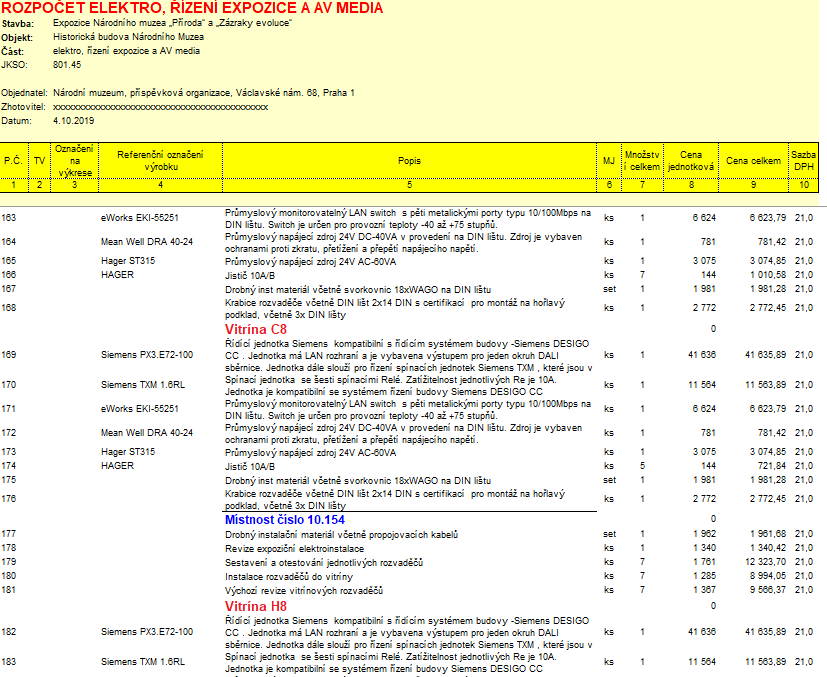 ROZPOČET ELEKTRO, ŘÍZENÍ EXPOZICE A AV MEDIA
Stavba: Expozice Národního muzea „Příroda“ a „Zázraky evoluce“
Objekt: Historická budova Národního Muzea
Část: elektro, řízení expozice a AV media
JKSO: 801.45
Objednatel: Národní muzeum, příspěvková organizace, Václavské nám. 68, Praha 1
Zhotovitel:
Datum: 4.10.2019
P.Č. TV Označení na výkrese Referenční označení výrobku Popis MJ Množství celkem Cena jednotková Cena celkem Sazba DPH
1 2 3 4 5 6 7 8 9 10
163 eWorks EKI-55251 Průmyslový monitorovatelný LAN switch s pěti metalickými porty typu 10/100Mbps na ks 1 6 624 6 623,79 21,0
DIN lištu. Switch je určen pro provozní teploty -40 až +75 stupňů.
164 Mean Well DRA 40-24 Průmyslový napájecí zdroj 24V DC-40VA v provedení na DIN lištu. Zdroj je vybaven ks 1 781 781,42 21,0
ochranami proti zkratu, přetížení a přepětí napájecího napětí.
165 Hager ST315 Průmyslový napájecí zdroj 24V AC-60VA ks 1 3 075 3 074,85 21,0
166 HAGER Jistič 10A/B ks 7 144 1 010,58 21,0
167 Drobný inst materiál včetně svorkovnic 18xWAGO na DIN lištu set 1 1 981 1 981,28 21,0
168 Krabice rozvaděče včetně DIN lišt 2x14 DIN s certifikací pro montáž na hořlavý ks 1 2 772 2 772,45 21,0
podklad, včetně 3x DIN lišty
Vitrína C8 0
169 Siemens PX3.E72-100 Řídící jednotka Siemens kompatibilní s řídícím systémem budovy -Siemens DESIGO ks 1 41 636 41 635,89 21,0
CC . Jednotka má LAN rozhraní a je vybavena výstupem pro jeden okruh DALI
sběrnice. Jednotka dále slouží pro řízení spínacích jednotek Siemens TXM , které jsou v
170 Siemens TXM 1.6RL Spínací jednotka se šesti spínacími Relé. Zatížitelnost jednotlivých Re je 10A. ks 1 11 564 11 563,89 21,0
Jednotka je kompatibilní se systémem řízení budovy Siemens DESIGO CC
171 eWorks EKI-55251 Průmyslový monitorovatelný LAN switch s pěti metalickými porty typu 10/100Mbps na ks 1 6 624 6 623,79 21,0
DIN lištu. Switch je určen pro provozní teploty -40 až +75 stupňů.
172 Mean Well DRA 40-24 Průmyslový napájecí zdroj 24V DC-40VA v provedení na DIN lištu. Zdroj je vybaven ks 1 781 781,42 21,0
ochranami proti zkratu, přetížení a přepětí napájecího napětí.
173 Hager ST315 Průmyslový napájecí zdroj 24V AC-60VA ks 1 3 075 3 074,85 21,0
174 HAGER Jistič 10A/B ks 5 144 721,84 21,0
175 Drobný inst materiál včetně svorkovnic 18xWAGO na DIN lištu set 1 1 981 1 981,28 21,0
176 Krabice rozvaděče včetně DIN lišt 2x14 DIN s certifikací pro montáž na hořlavý ks 1 2 772 2 772,45 21,0
podklad, včetně 3x DIN lišty
Místnost číslo 10.154 0
177 Drobný instalační materiál včetně propojovacích kabelů set 1 1 962 1 961,68 21,0
178 Revize expoziční elektroinstalace ks 1 1 340 1 340,42 21,0
179 Sestavení a otestování jednotlivých rozvaděčů ks 7 1 761 12 323,70 21,0
180 Instalace rozvaděčů do vitríny ks 7 1 285 8 994,05 21,0
181 Výchozí revize vitrínových rozvaděčů ks 7 1 367 9 566,37 21,0
Vitrína H8 0
182 Siemens PX3.E72-100 Řídící jednotka Siemens kompatibilní s řídícím systémem budovy -Siemens DESIGO ks 1 41 636 41 635,89 21,0
CC . Jednotka má LAN rozhraní a je vybavena výstupem pro jeden okruh DALI
sběrnice. Jednotka dále slouží pro řízení spínacích jednotek Siemens TXM , které jsou v
183 Siemens TXM 1.6RL Spínací jednotka se šesti spínacími Relé. Zatížitelnost jednotlivých Re je 10A. ks 1 11 564 11 563,89 21,0
Jednotka je kompatibilní se systémem řízení budovy Siemens DESIGO CC